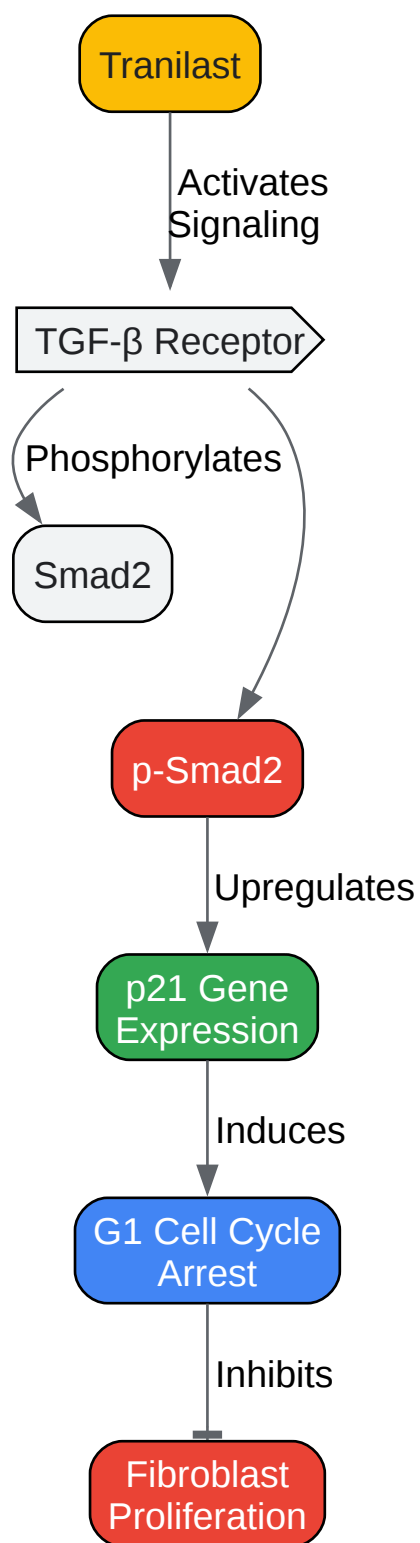 Tranilast
Activates
Signaling
TGF-β Receptor
Phosphorylates
Smad2
p-Smad2
Upregulates
p21 Gene
Expression
Induces
G1 Cell Cycle
Arrest
Inhibits
Fibroblast
Proliferation